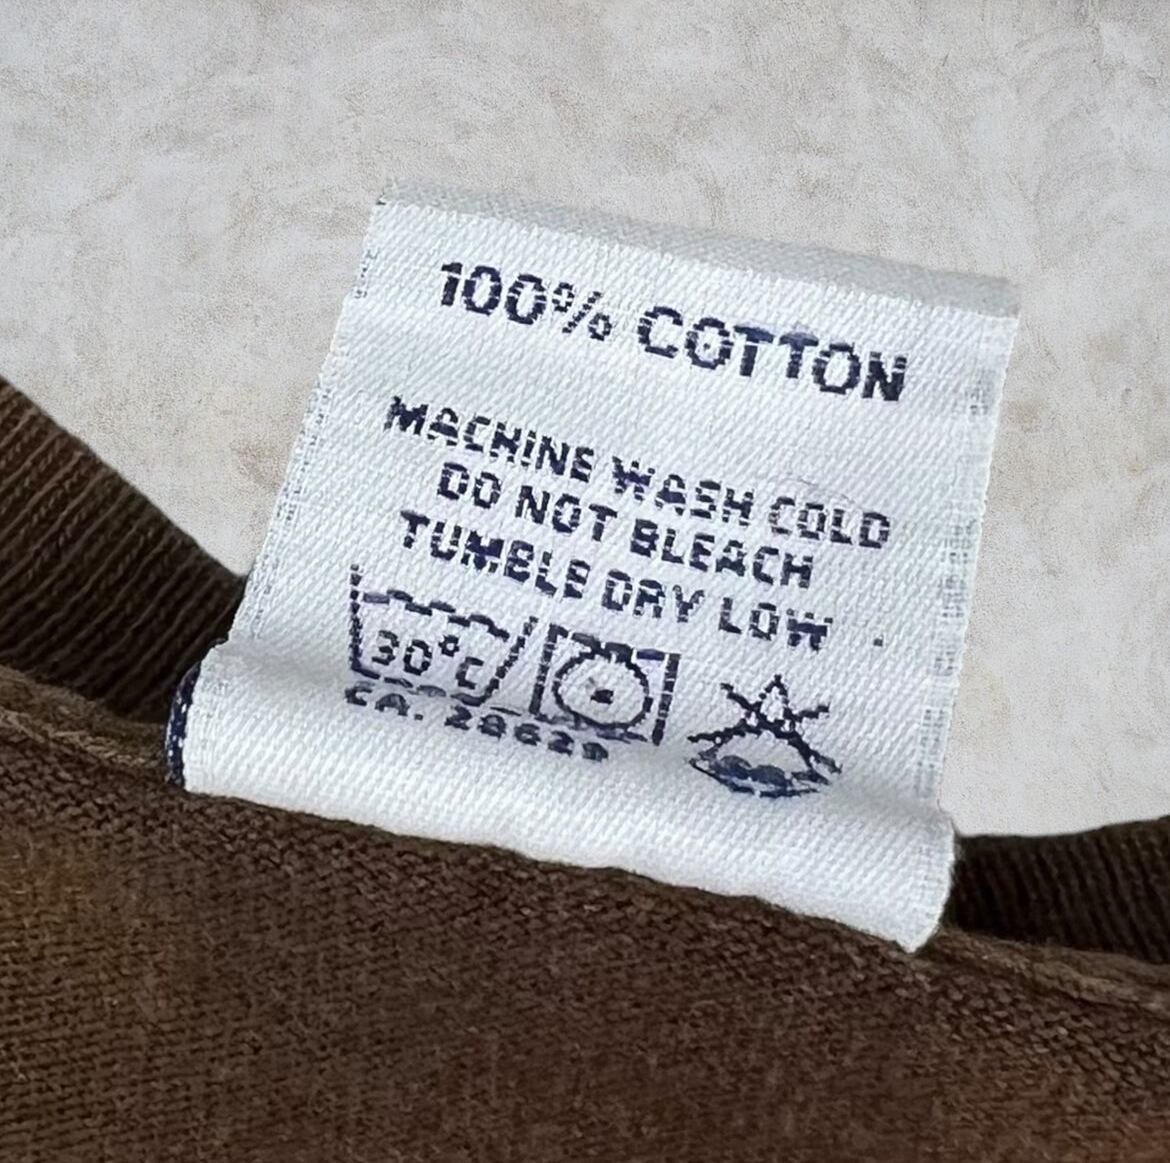 100% COTTON
MACHINE WASH COLD
DO NOT BLEACH
TUMBLE DRY LOW .
30°C
CA. 28629